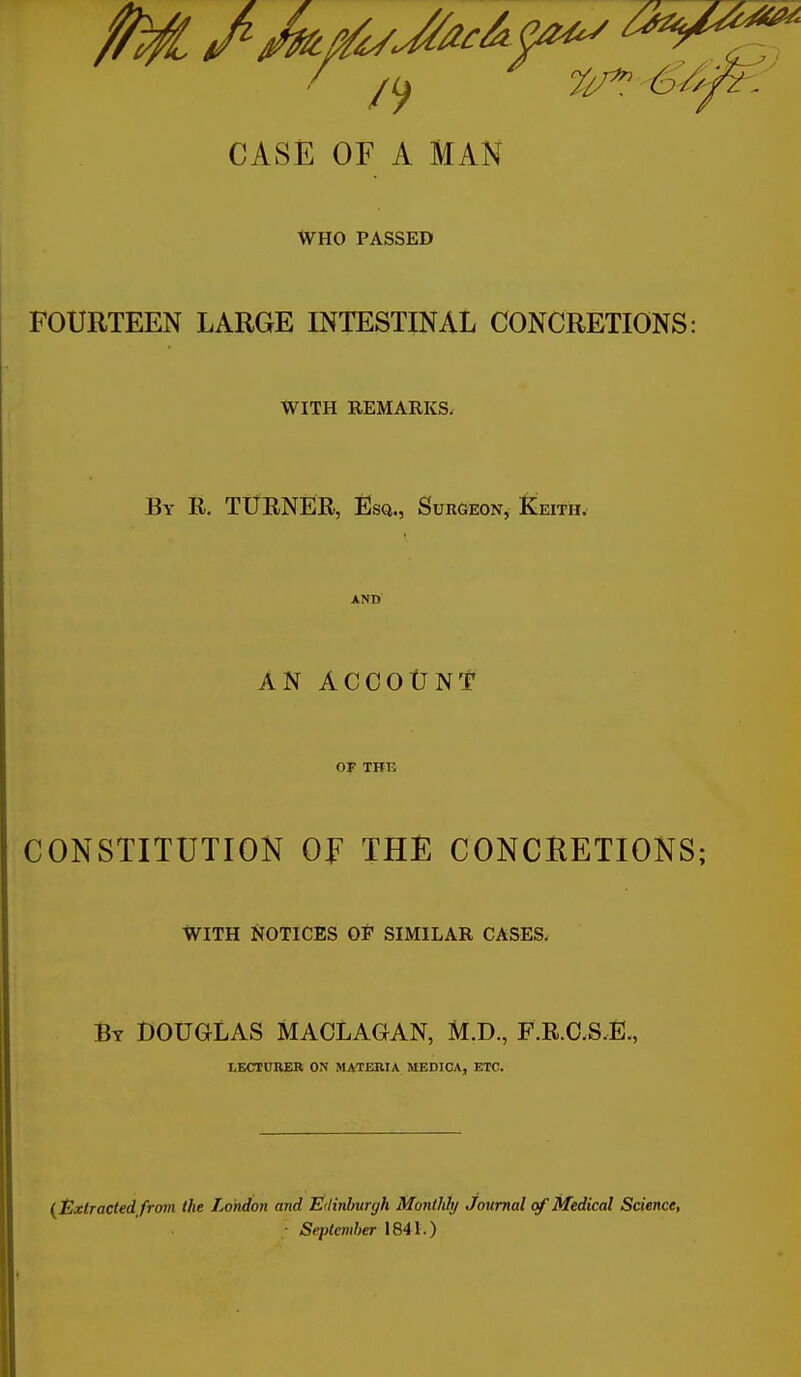 19
CASE OF A MAN
WHO PASSED
FOURTEEN LARGE INTESTINAL CONCRETIONS:
WITH REMARKS.
By R. TURNER, Esq., Surgeon, Keith.
AND
AN ACCOUNT
OF THE
CONSTITUTION OF THE CONCRETIONS;
WITH NOTICES OF SIMILAR CASES.
By DOUGLAS MACLAGAN, M.D., F.R.C.S.E.,
LECTURER ON MATERIA MEDICA, ETC.
(Extracted from the London and Edinburgh Monthly Journal of Medical Science,
September 1841.)